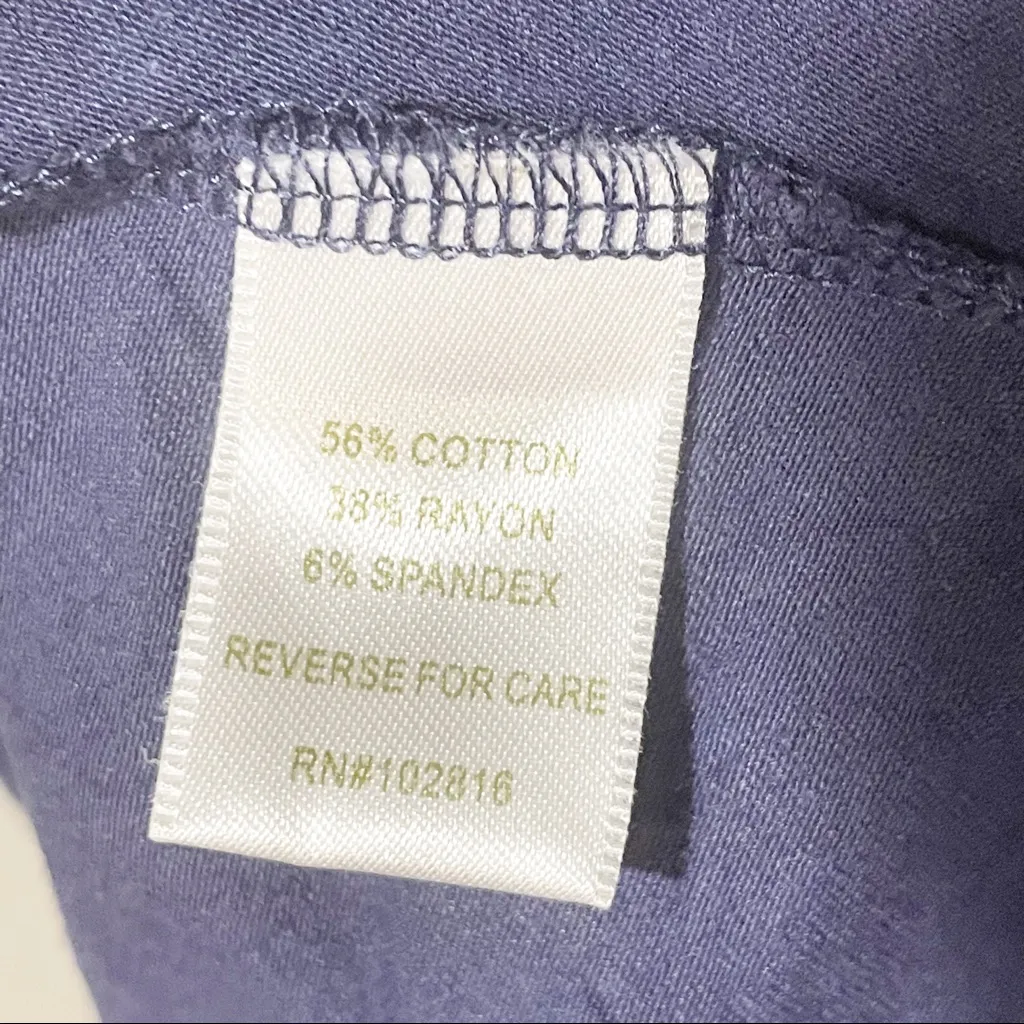 56% COTTON
38% RAYON
6% SPANDEX
REVERSE FOR CARE
RN#102816